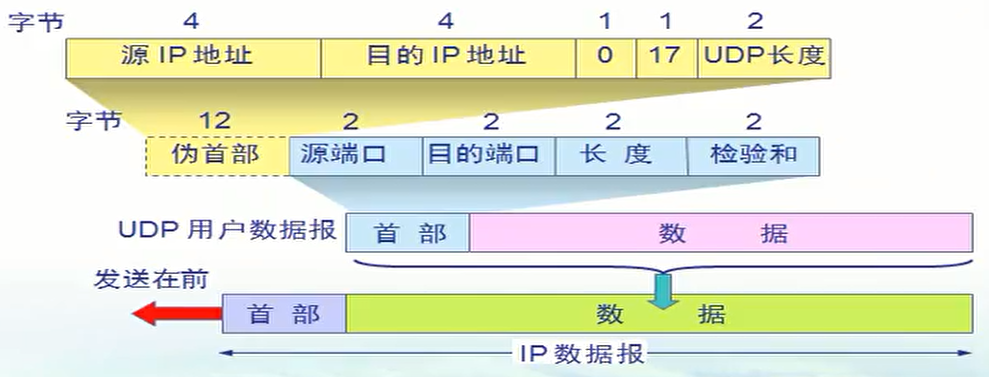 字节 4 4 1 1 2
源 IP 地址 目的 IP 地址 0 17 UDP长度
字节 12 2 2 2 2
伪首部 源端口 目的端口 长 度 检验和
UDP 用户数据报 首 部 数 据
发送在前
首 部 数 据
IP 数据报